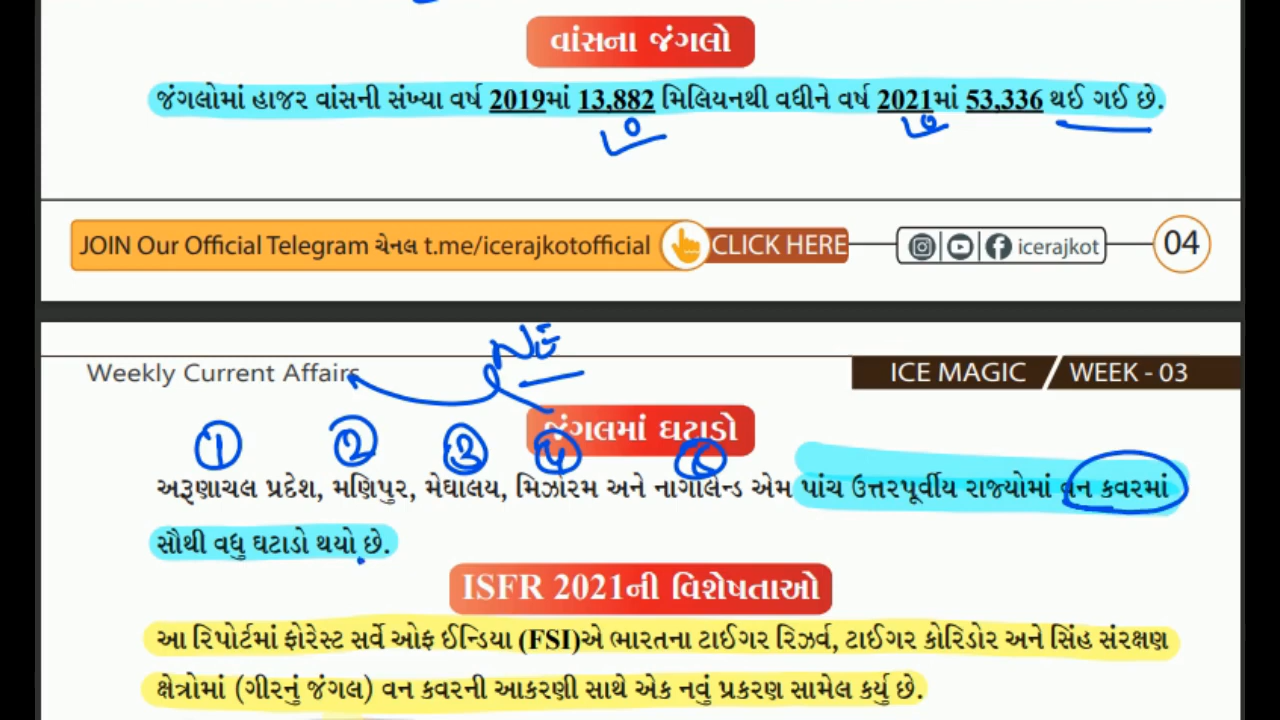 વાંસના જંગલો
જંગલોમાં હાજર વાંસની સંખ્યા વર્ષ 2019માં 13,882 મિલિયનથી વધીને વર્ષ 2021માં 53,336 થઈ ગઈ છે.
JOIN Our Official Telegram ચેનલ t.me/icerajkotofficial CLICK HERE icerajkot 04
NE
Weekly Current Affairs ICE MAGIC / WEEK - 03
જંગલમાં ઘટાડો
1 2 3
અરૂણાચલ પ્રદેશ, મણિપુર, મેઘાલય, મિઝોરમ અને નાગાલેન્ડ એમ પાંચ ઉત્તરપૂર્વીય રાજ્યોમાં વન કવરમાં
સૌથી વધુ ઘટાડો થયો છે.
ISFR 2021ની વિશેષતાઓ
આ રિપોર્ટમાં ફોરેસ્ટ સર્વે ઓફ ઈન્ડિયા (FSI)એ ભારતના ટાઈગર રિઝર્વ, ટાઈગર કોરિડોર અને સિંહ સંરક્ષણ
ક્ષેત્રોમાં (ગીરનું જંગલ) વન કવરની આકરણી સાથે એક નવું પ્રકરણ સામેલ કર્યુ છે.